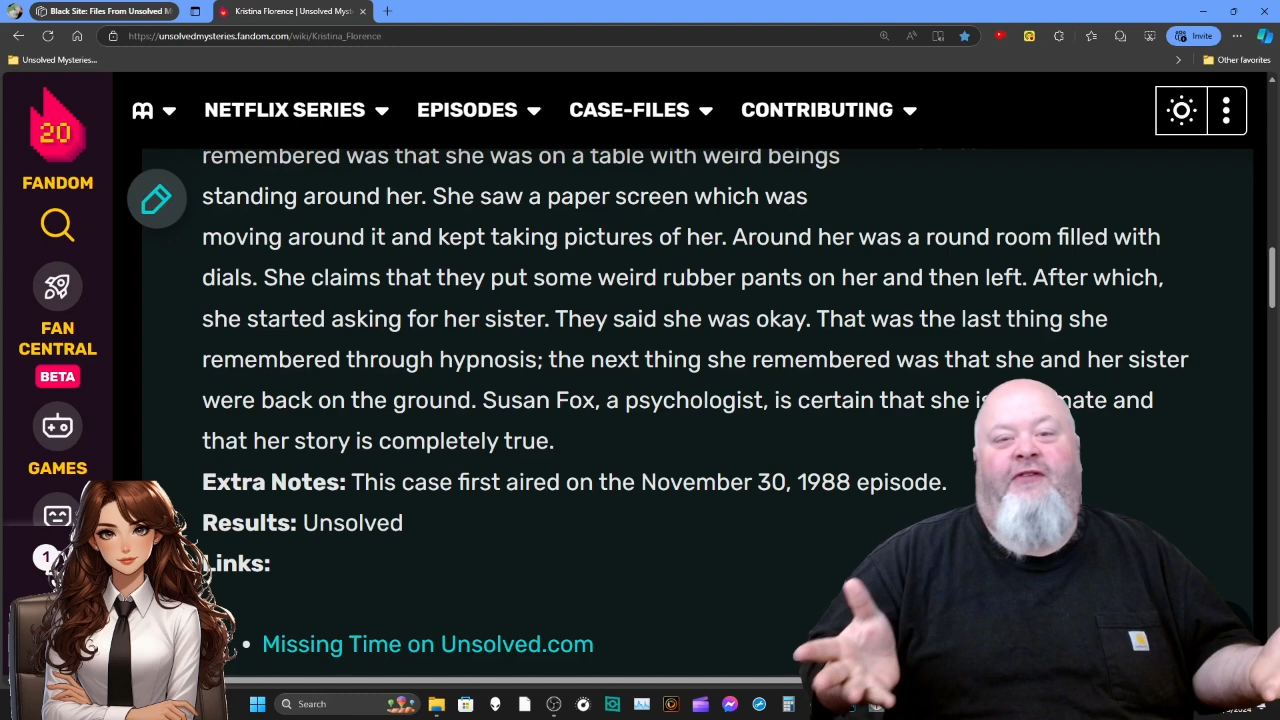 Black Site: Files From Unsolved M
Kristina Florence | Unsolved Myst
https://unsolvedmysteries.fandom.com/wiki/Kristina_Florence
Invite
Unsolved Mysteries...
Other favorites
20
FANDOM
NETFLIX SERIES
EPISODES
CASE-FILES
CONTRIBUTING
remembered was that she was on a table with weird beings
standing around her. She saw a paper screen which was
moving around it and kept taking pictures of her. Around her was a round room filled with
dials. She claims that they put some weird rubber pants on her and then left. After which,
she started asking for her sister. They said she was okay. That was the last thing she
remembered through hypnosis; the next thing she remembered was that she and her sister
were back on the ground. Susan Fox, a psychologist, is certain that she and
that her story is completely true.
Extra Notes: This case first aired on the November 30, 1988 episode.
Results: Unsolved
Links:
Missing Time on Unsolved.com
FAN
CENTRAL
BETA
GAMES
1
Search